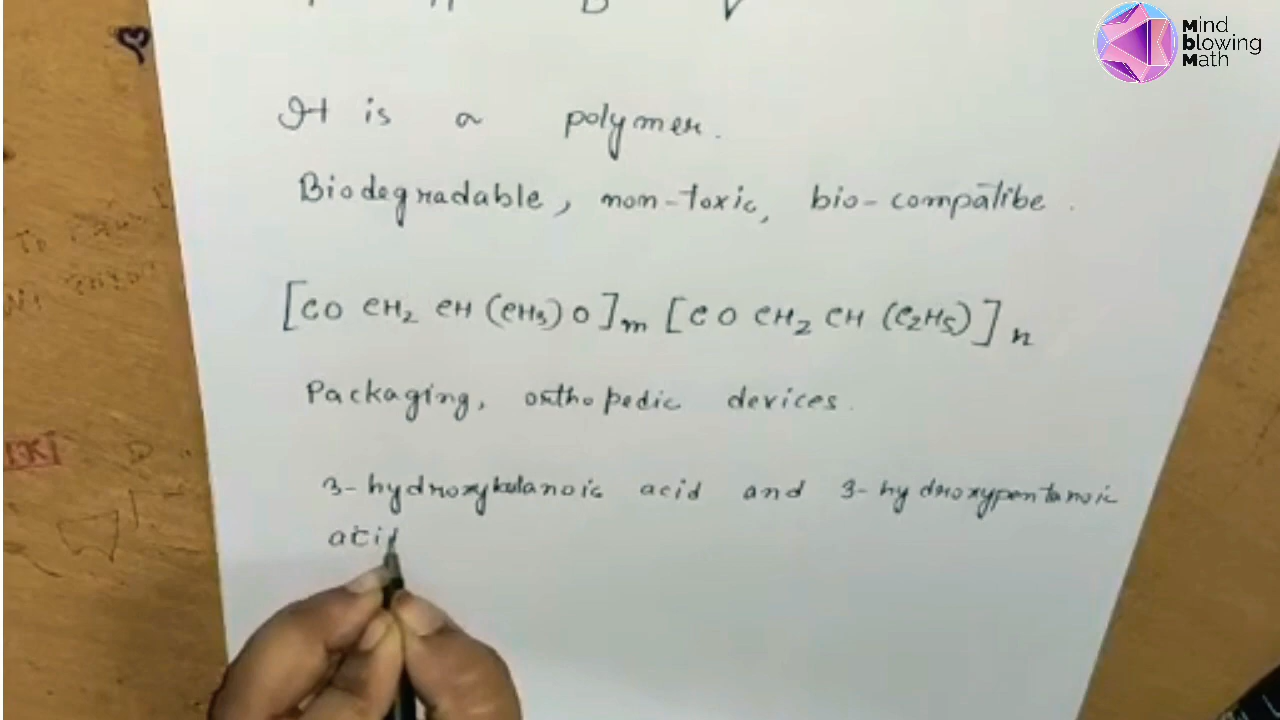 Mind
blowing
Math
It is a polymer.
Biodegradable, non-toxic, bio-compatibe.
[CO CH2 CH (CH3) O]m [CO CH2 CH (C2H5)]n
Packaging, orthopedic devices.
3-hydroxybutanoic acid and 3-hydroxypentanoic
acid